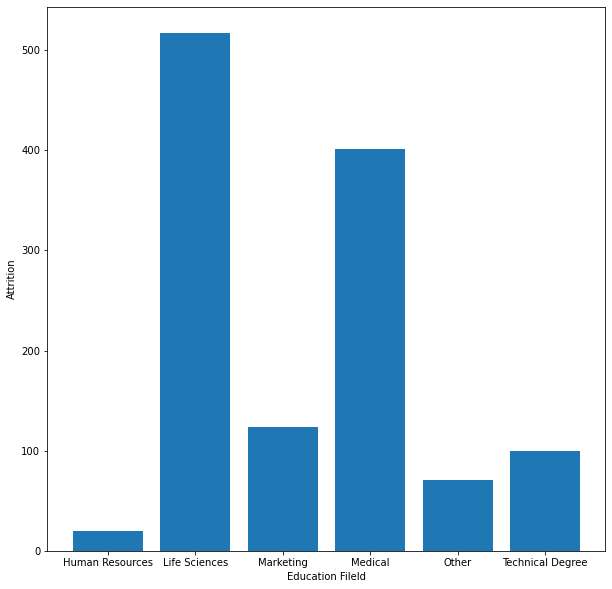 500
400
300
200
100
0
Attrition
Human Resources Life Sciences Marketing Medical Other Technical Degree
Education Fileld